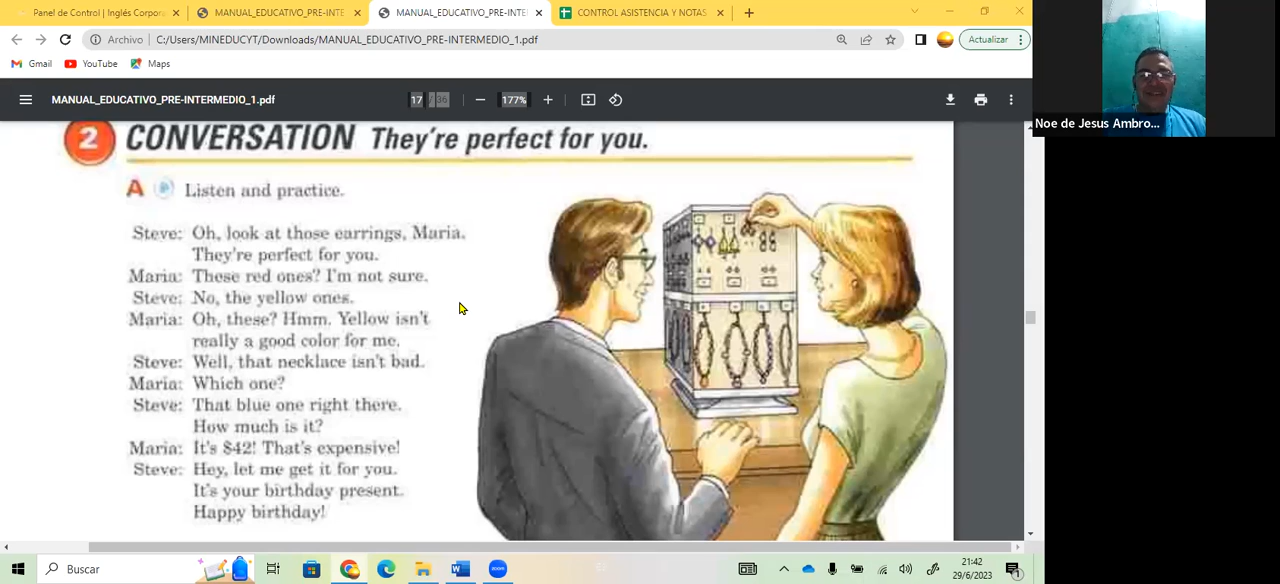 Panel de Control | Inglés Corpora
MANUAL_EDUCATIVO_PRE-INTERME
MANUAL_EDUCATIVO_PRE-INTER
CONTROL ASISTENCIA Y NOTAS
Archivo
C:/Users/MINEDUCYT/Downloads/MANUAL_EDUCATIVO_PRE-INTERMEDIO_1.pdf
Actualizar
Gmail
YouTube
Maps
MANUAL_EDUCATIVO_PRE-INTERMEDIO_1.pdf
17 / 36
177%
Noe de Jesus Ambro...
2 CONVERSATION They're perfect for you.
A Listen and practice.
Steve: Oh, look at those earrings, Maria.
They're perfect for you.
Maria: These red ones? I'm not sure.
Steve: No, the yellow ones.
Maria: Oh, these? Hmm. Yellow isn't
really a good color for me.
Steve: Well, that necklace isn't bad.
Maria: Which one?
Steve: That blue one right there.
How much is it?
Maria: It's $42! That's expensive!
Steve: Hey, let me get it for you.
It's your birthday present.
Happy birthday!
Buscar
zoom
21:42
29/6/2023
1